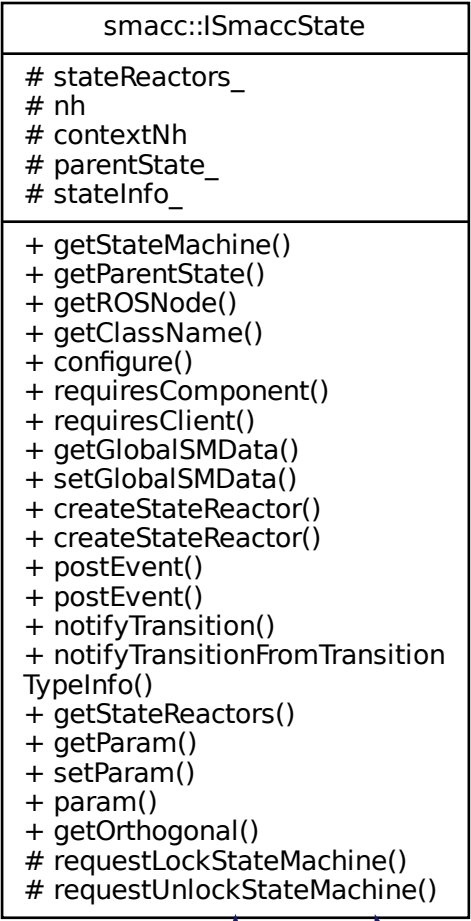 smacc::ISmaccState
# stateReactors_
# nh
# contextNh
# parentState_
# stateInfo_
+ getStateMachine()
+ getParentState()
+ getROSNode()
+ getClassName()
+ configure()
+ requiresComponent()
+ requiresClient()
+ getGlobalSMData()
+ setGlobalSMData()
+ createStateReactor()
+ createStateReactor()
+ postEvent()
+ postEvent()
+ notifyTransition()
+ notifyTransitionFromTransition
TypeInfo()
+ getStateReactors()
+ getParam()
+ setParam()
+ param()
+ getOrthogonal()
# requestLockStateMachine()
# requestUnlockStateMachine()